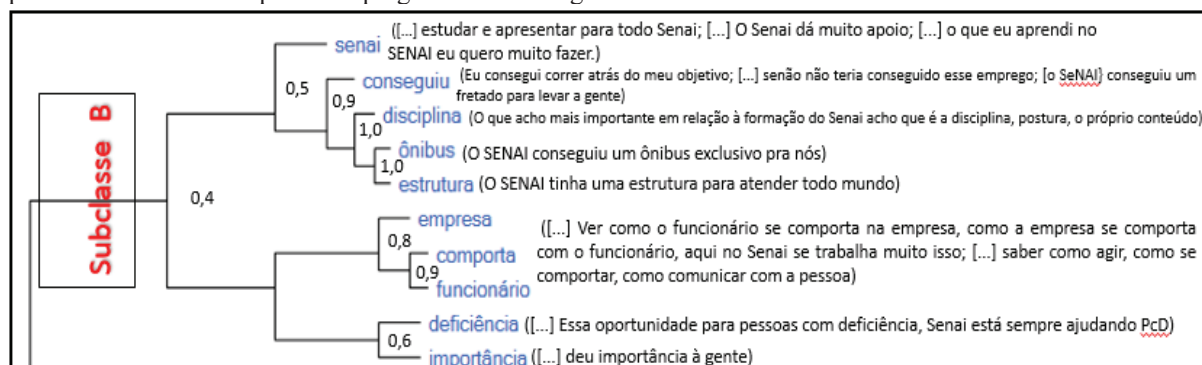 senai ([...] estudar e apresentar para todo Senai; [...] O Senai dá muito apoio; [...] o que eu aprendi no
SENAI eu quero muito fazer.)
0,5
conseguiu (Eu consegui correr atrás do meu objetivo; [...] senão não teria conseguido esse emprego; [o SeNAI} conseguiu um
fretado para levar a gente)
0,9
disciplina (O que acho mais importante em relação à formação do Senai acho que é a disciplina, postura, o próprio conteúdo)
1,0
ônibus (O SENAI conseguiu um ônibus exclusivo pra nós)
1,0
estrutura (O SENAI tinha uma estrutura para atender todo mundo)
Subclasse B
0,4
empresa
0,8
comporta
0,9
funcionário
([...] Ver como o funcionário se comporta na empresa, como a empresa se comporta
com o funcionário, aqui no Senai se trabalha muito isso; [...] saber como agir, como se
comportar, como comunicar com a pessoa)
deficiência ([...] Essa oportunidade para pessoas com deficiência, Senai está sempre ajudando PcD)
0,6
importância ([...] deu importância à gente)